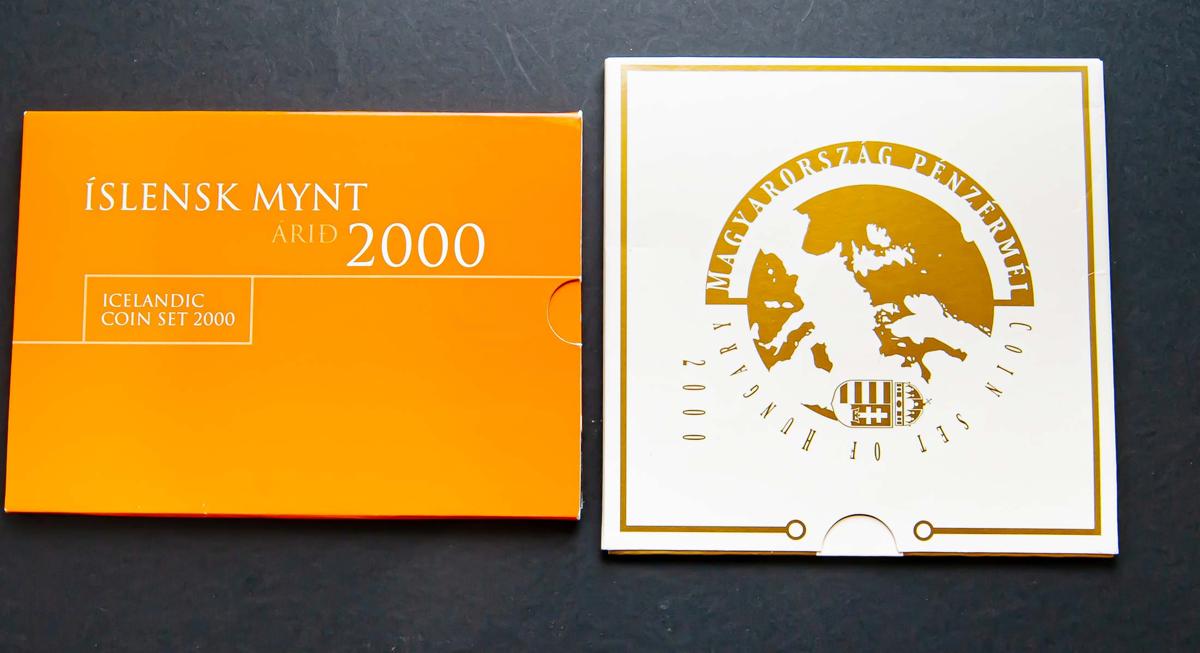 ÍSLENSK MYNT
ÁRIÐ 2000
ICELANDIC
COIN SET 2000
MAGYARORSZÁG PÉNZÉRMÉI
COIN SET OF HUNGARY
2000